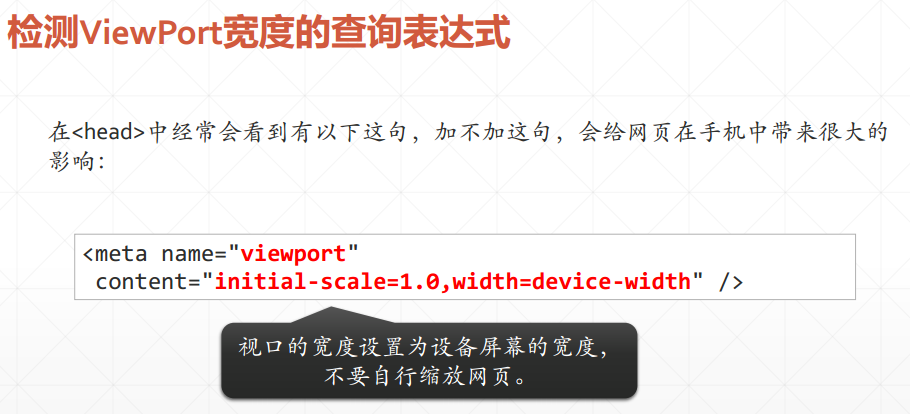 检测ViewPort宽度的查询表达式
在<head>中经常会看到有以下这句，加不加这句，会给网页在手机中带来很大的
影响：
<meta name="viewport"
content="initial-scale=1.0,width=device-width" />
视口的宽度设置为设备屏幕的宽度，
不要自行缩放网页。